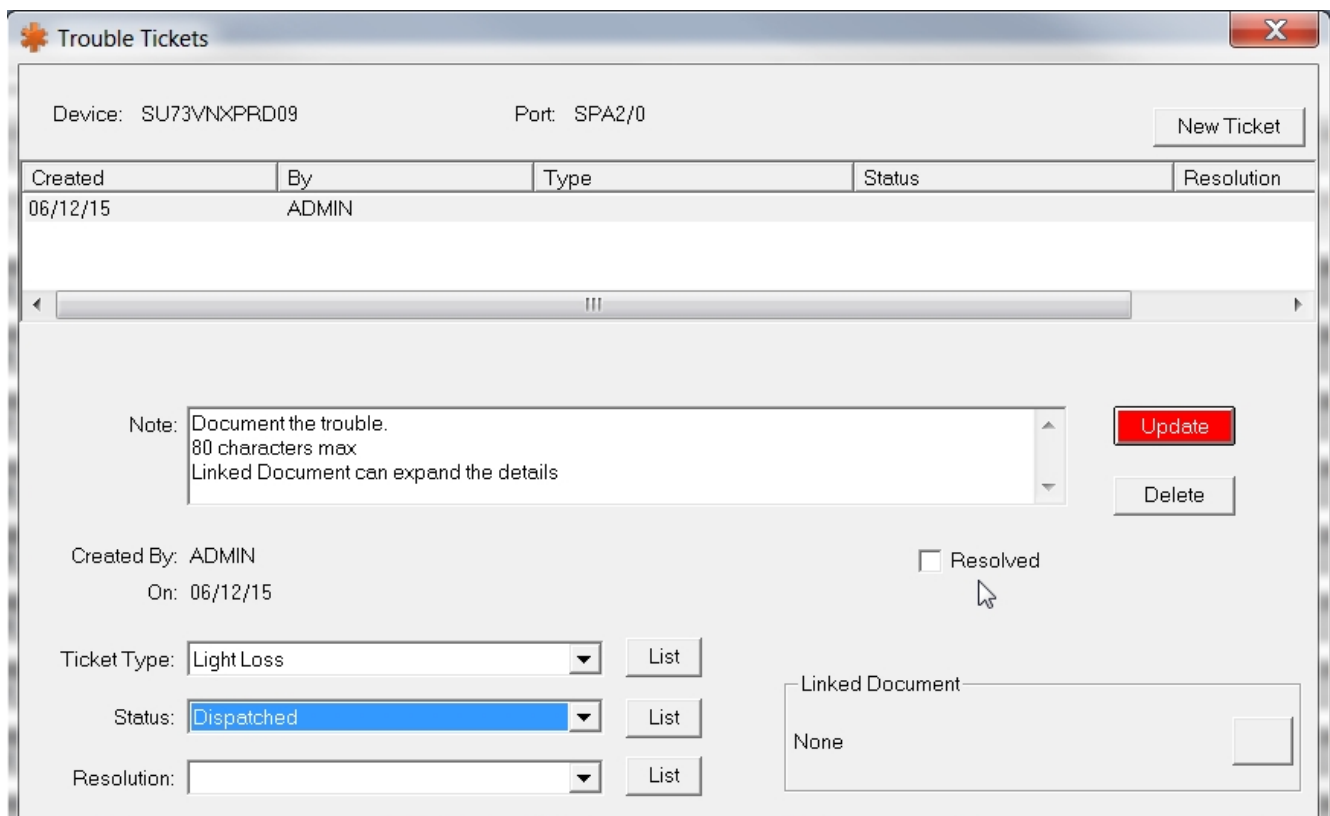 Trouble Tickets
X
Device: SU73VNXPRD09 Port: SPA2/0
New Ticket
Created By Type Status Resolution
06/12/15 ADMIN
Note: Document the trouble.
80 characters max
Linked Document can expand the details
Update
Delete
Created By: ADMIN
Resolved
On: 06/12/15
Ticket Type: Light Loss List
Linked Document
Status: Dispatched List
None
Resolution: List